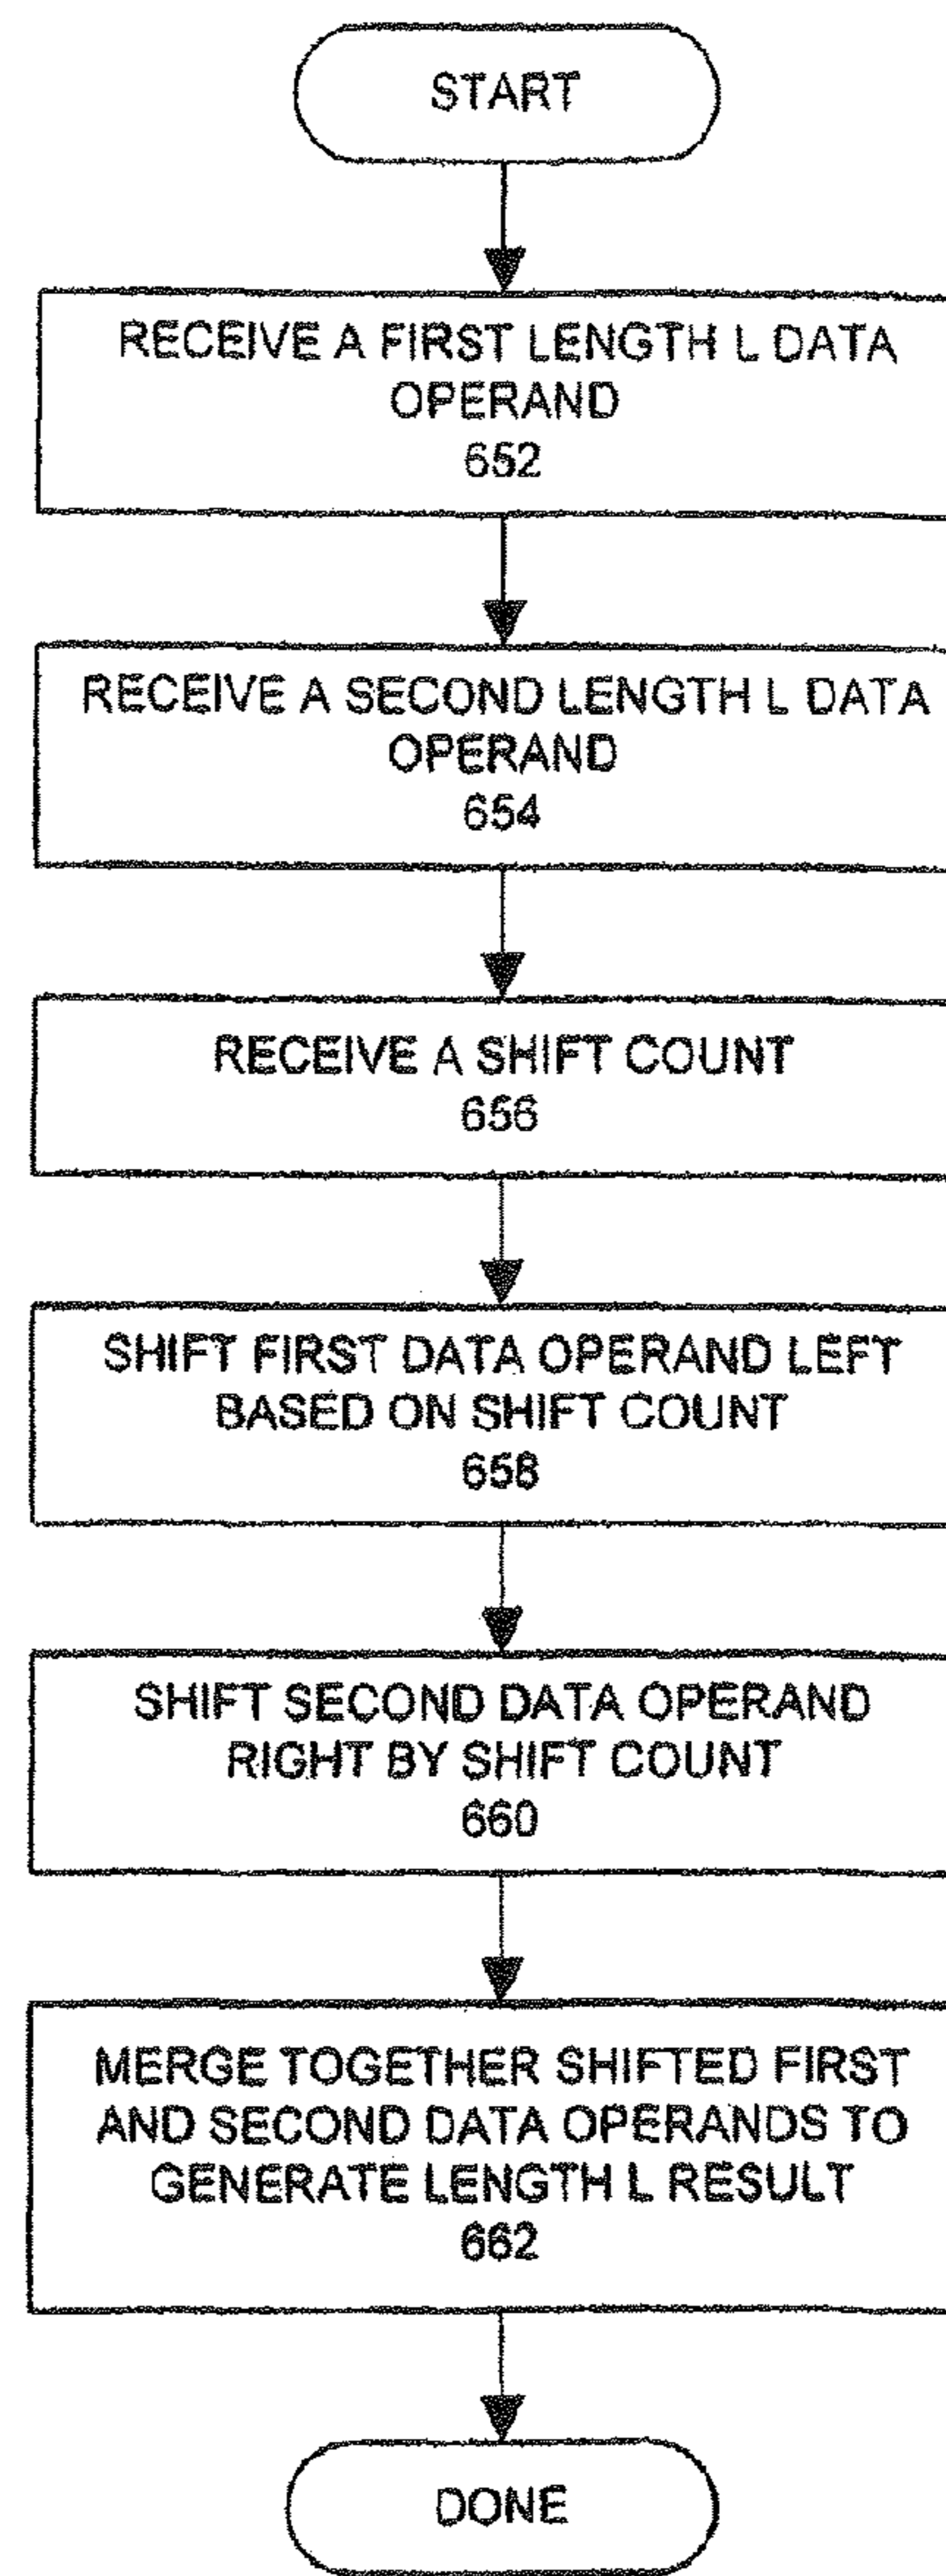 START
RECEIVE A FIRST LENGTH L DATA
OPERAND
652
RECEIVE A SECOND LENGTH L DATA
OPERAND
654
RECEIVE A SHIFT COUNT
656
SHIFT FIRST DATA OPERAND LEFT
BASED ON SHIFT COUNT
658
SHIFT SECOND DATA OPERAND
RIGHT BY SHIFT COUNT
660
MERGE TOGETHER SHIFTED FIRST
AND SECOND DATA OPERANDS TO
GENERATE LENGTH L RESULT
662
DONE